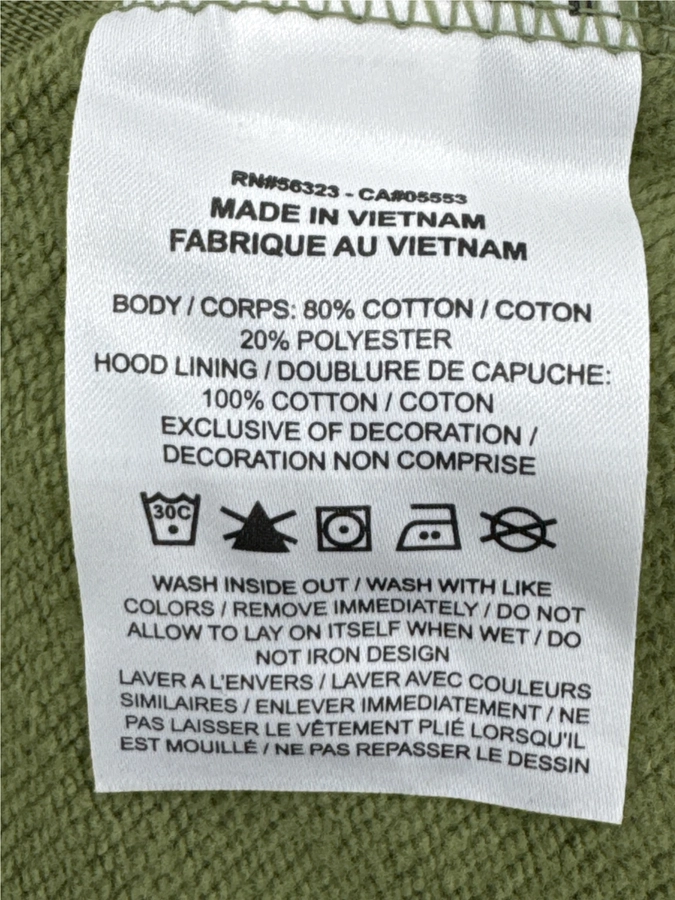 RN#56323 - CA#05553
MADE IN VIETNAM
FABRIQUE AU VIETNAM
BODY / CORPS: 80% COTTON / COTON
20% POLYESTER
HOOD LINING / DOUBLURE DE CAPUCHE:
100% COTTON / COTON
EXCLUSIVE OF DECORATION /
DECORATION NON COMPRISE
30C
WASH INSIDE OUT / WASH WITH LIKE
COLORS / REMOVE IMMEDIATELY / DO NOT
ALLOW TO LAY ON ITSELF WHEN WET / DO
NOT IRON DESIGN
LAVER A L'ENVERS / LAVER AVEC COULEURS
SIMILAIRES / ENLEVER IMMEDIATEMENT / NE
PAS LAISSER LE VÊTEMENT PLIÉ LORSQU'IL
EST MOUILLÉ / NE PAS REPASSER LE DESSIN